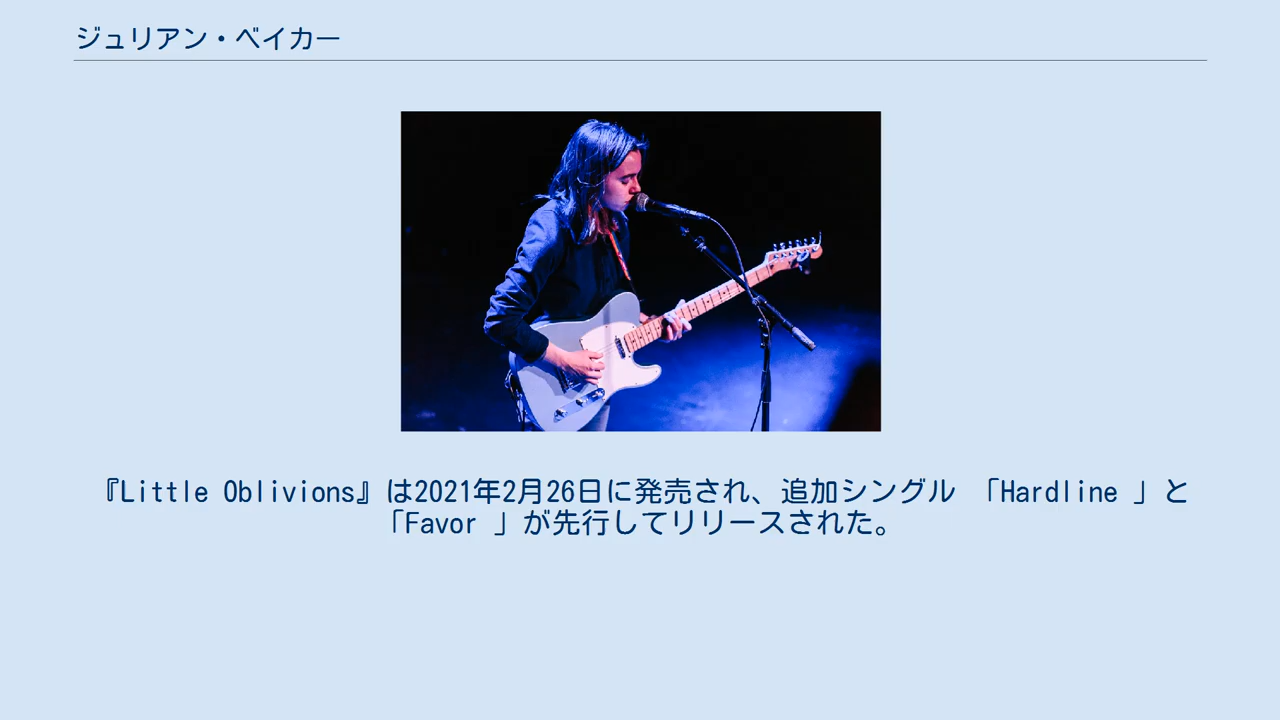 ジュリアン・ベイカー
『Little Oblivions』は2021年2月26日に発売され、追加シングル 「Hardline 」と
「Favor 」が先行してリリースされた。